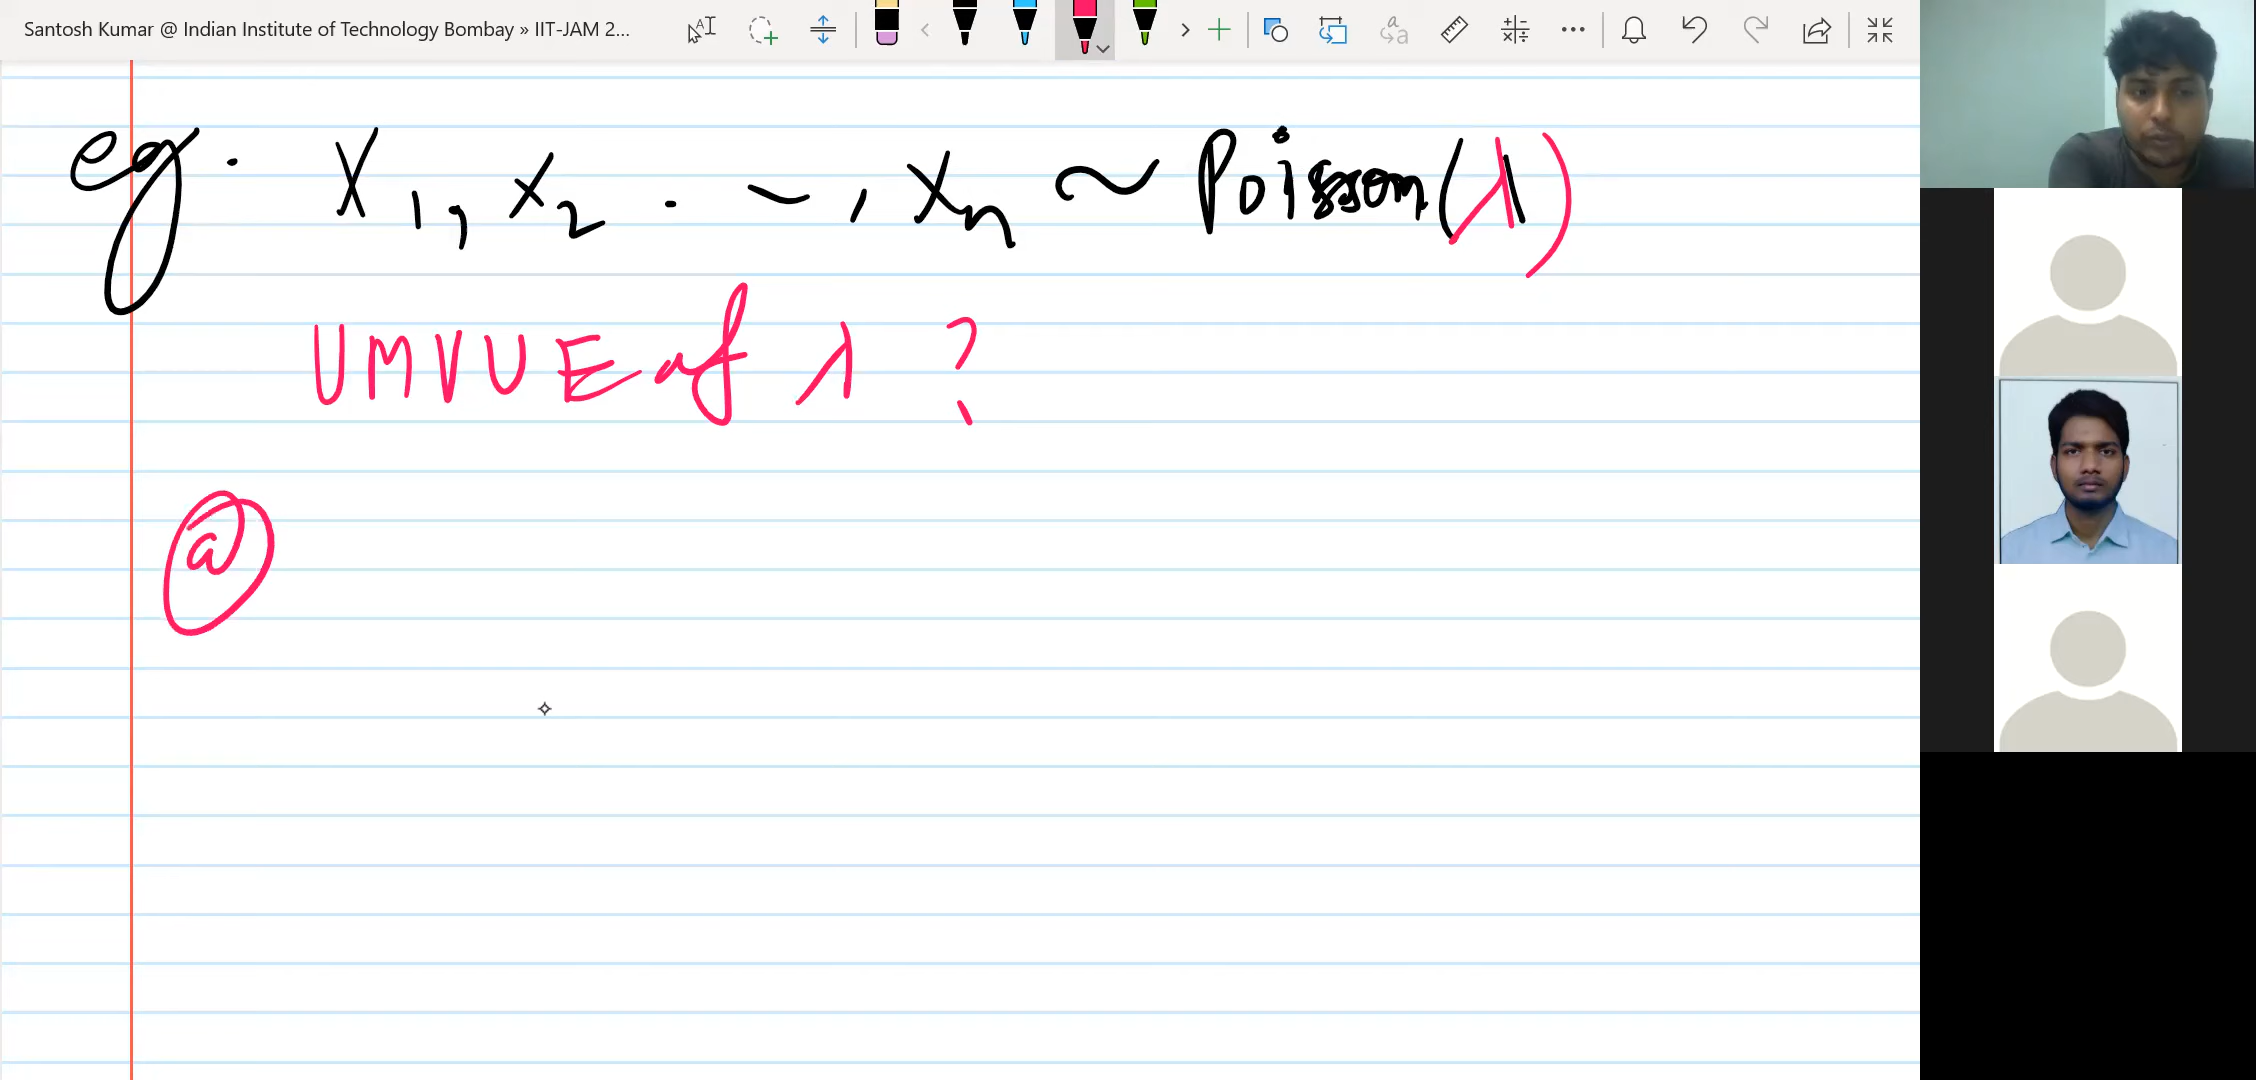 Santosh Kumar @ Indian Institute of Technology Bombay » IIT-JAM 2...
eg. X₁, X₂ . ~ , Xₙ ~ Poisson(λ)
UMVUE of λ ?
@